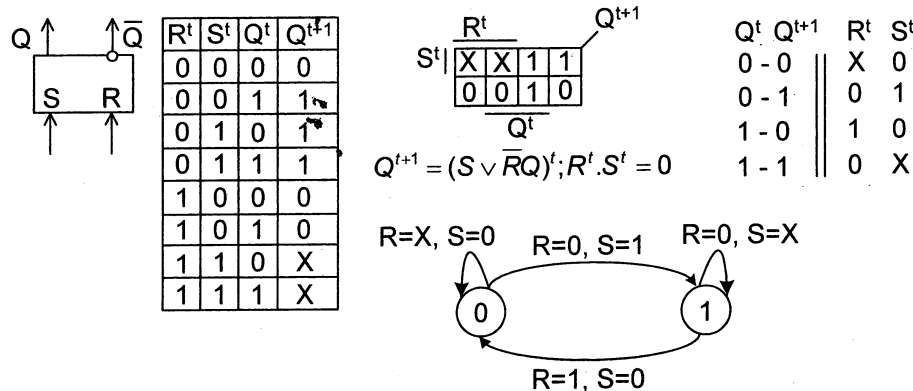 Q Q̅
S R
R^t S^t Q^t Q^{t+1}
0 0 0 0
0 0 1 1
0 1 0 1
0 1 1 1
1 0 0 0
1 0 1 0
1 1 0 X
1 1 1 X
R^t Q^{t+1}
S^t X X 1 1
0 0 1 0
Q^t
Q^{t+1} = (S ∨ R̅Q)^t; R^t.S^t = 0
Q^t Q^{t+1} R^t S^t
0 - 0 X 0
0 - 1 0 1
1 - 0 1 0
1 - 1 0 X
R=X, S=0
R=0, S=1
R=0, S=X
0
1
R=1, S=0